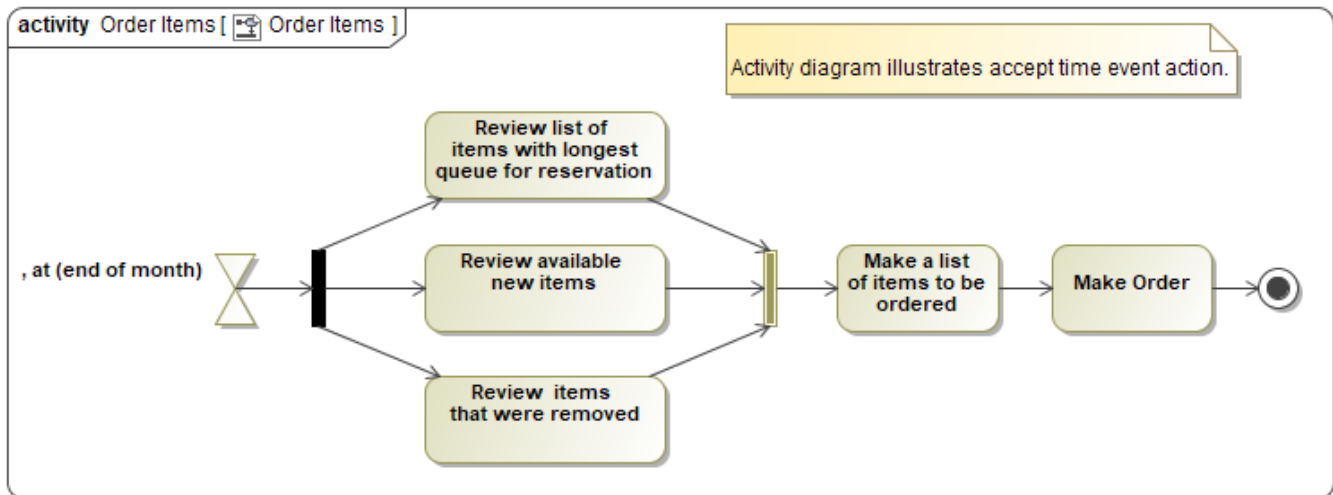 activity Order Items [ Order Items ]
Activity diagram illustrates accept time event action.
Review list of
items with longest
queue for reservation
, at (end of month)
Review available
new items
Make a list
of items to be
ordered
Make Order
Review items
that were removed